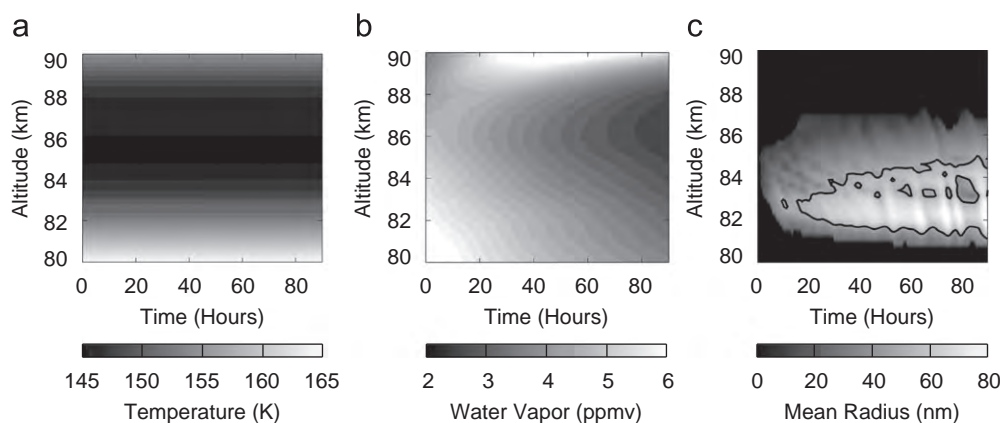 a
90
88
86
84
82
80
Altitude (km)
0 20 40 60 80
Time (Hours)
145 150 155 160 165
Temperature (K)
b
90
88
86
84
82
80
Altitude (km)
0 20 40 60 80
Time (Hours)
2 3 4 5 6
Water Vapor (ppmv)
c
90
88
86
84
82
80
Altitude (km)
0 20 40 60 80
Time (Hours)
0 20 40 60 80
Mean Radius (nm)